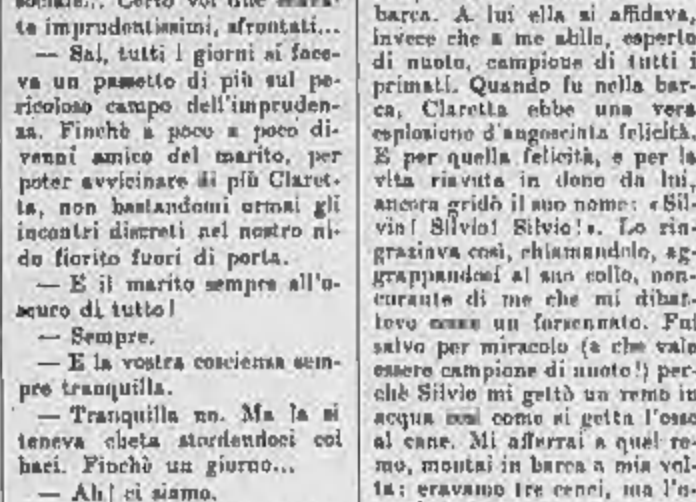 te imprudentissimi, sfrontati...
— Sai, tutti i giorni si face-
va un passetto di più sul pe-
ricoloso campo dell'impruden-
za. Finchè a poco a poco di-
venni amico del marito, per
poter avvicinare di più Claret-
ta, non bastandomi ormai gli
incontri discreti nel nostro ni-
do fiorito fuori di porta.
— E il marito sempre all'o-
scuro di tutto!
— Sempre.
— E la vostra coscienza sem-
pre tranquilla.
— Tranquilla no. Ma la si
teneva cheta stordendoci coi
baci. Finchè un giorno...
— Ah! ci siamo.
barca. A lui ella si affidava,
invece che a me abile, esperto
di nuoto, campione di tutti i
primati. Quando fu nella bar-
ca, Claretta ebbe una vera
esplosione d'angosciata felicità.
E per quella felicità, e per la
vita riavuta in dono da lui,
ancora gridò il suo nome: «Sil-
vio! Silvio! Silvio!». Lo rin-
graziava così, chiamandolo, ag-
grappandosi al suo collo, non-
curante di me che mi dibat-
tevo come un forsennato. Fui
salvo per miracolo (a che vale
essere campione di nuoto!) per-
chè Silvio mi gettò un remo in
acqua così come si getta l'osso
al cane. Mi afferrai a quel re-
mo, montai in barca a mia vol-
ta: eravamo tre cenci, ma l'o-